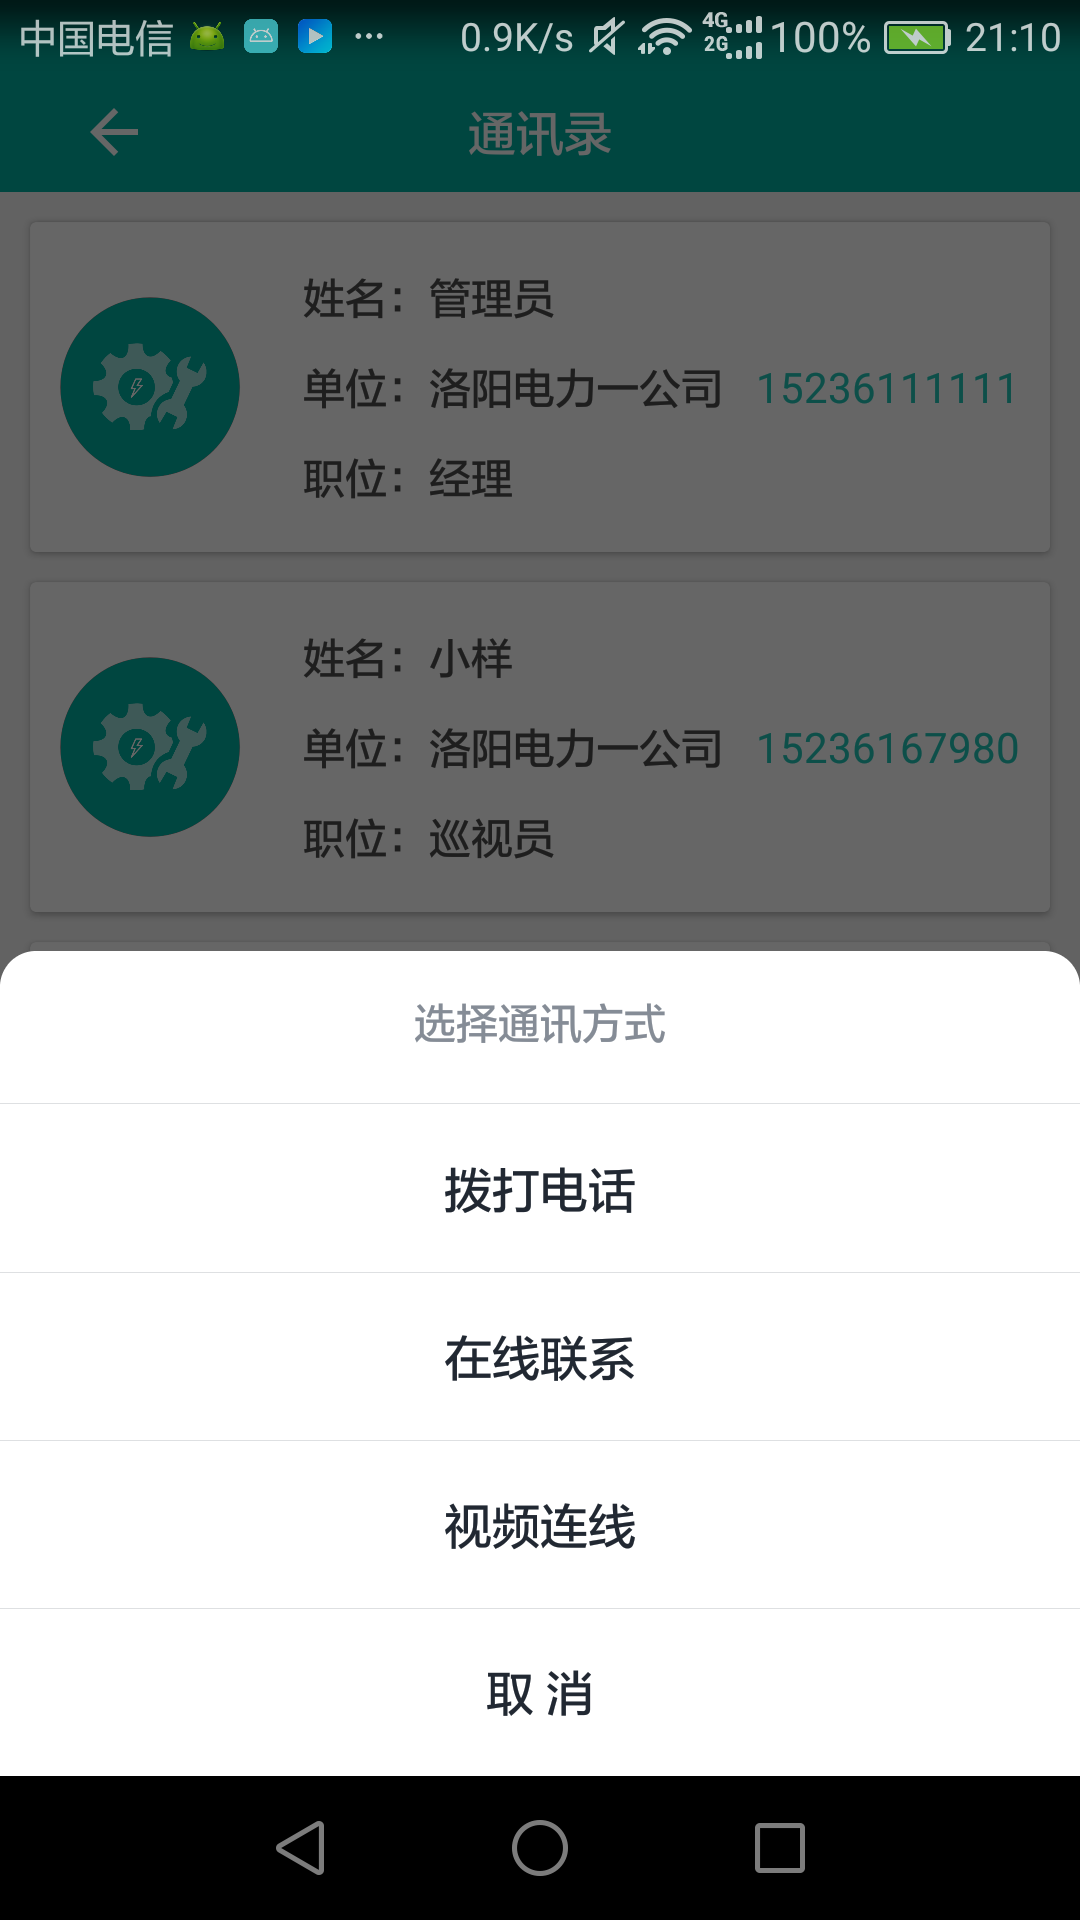 中国电信 ... 0.9K/s 4G 2G 100% 21:10
通讯录
姓名：管理员
单位：洛阳电力一公司 15236111111
职位：经理
姓名：小样
单位：洛阳电力一公司 15236167980
职位：巡视员
选择通讯方式
拨打电话
在线联系
视频连线
取 消